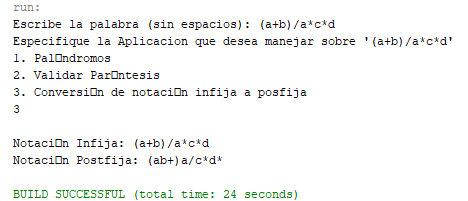 run:
Escribe la palabra (sin espacios): (a+b)/a*c*d
Especifique la Aplicacion que desea manejar sobre '(a+b)/a*c*d'
1. Pal□ndromos
2. Validar Par□ntesis
3. Conversi□n de notaci□n infija a posfija
3
Notaci□n Infija: (a+b)/a*c*d
Notaci□n Postfija: (ab+)a/c*d*
BUILD SUCCESSFUL (total time: 24 seconds)